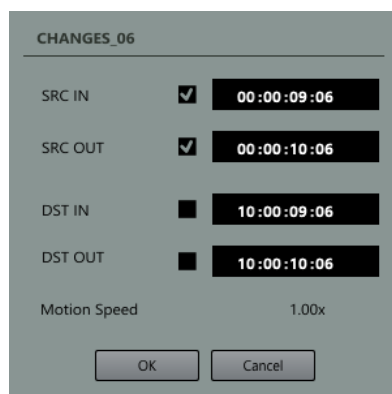 CHANGES_06
SRC IN 00:00:09:06
SRC OUT 00:00:10:06
DST IN 10:00:09:06
DST OUT 10:00:10:06
Motion Speed 1.00x
OK Cancel